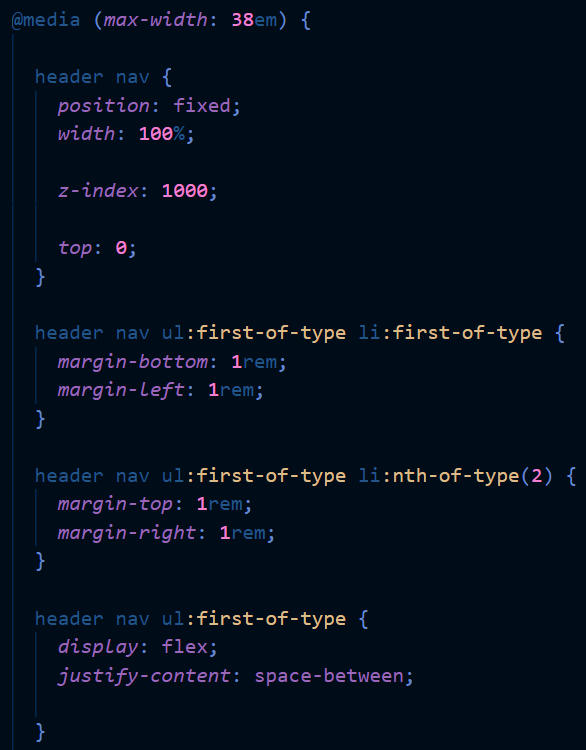 @media (max-width: 38em) {
header nav {
position: fixed;
width: 100%;
z-index: 1000;
top: 0;
}
header nav ul:first-of-type li:first-of-type {
margin-bottom: 1rem;
margin-left: 1rem;
}
header nav ul:first-of-type li:nth-of-type(2) {
margin-top: 1rem;
margin-right: 1rem;
}
header nav ul:first-of-type {
display: flex;
justify-content: space-between;
}